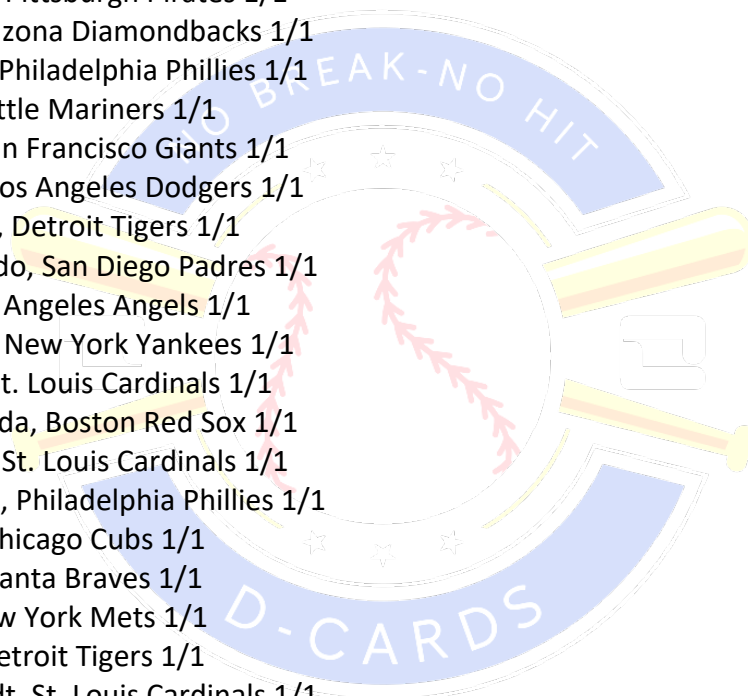 Pittsburgh Pirates 1/1
zona Diamondbacks 1/1
Philadelphia Phillies 1/1
ttle Mariners 1/1
n Francisco Giants 1/1
os Angeles Dodgers 1/1
, Detroit Tigers 1/1
do, San Diego Padres 1/1
Angeles Angels 1/1
New York Yankees 1/1
t. Louis Cardinals 1/1
da, Boston Red Sox 1/1
St. Louis Cardinals 1/1
, Philadelphia Phillies 1/1
hicago Cubs 1/1
anta Braves 1/1
w York Mets 1/1
etroit Tigers 1/1
dt, St. Louis Cardinals 1/1
NO BREAK-NO HIT
D-CARDS